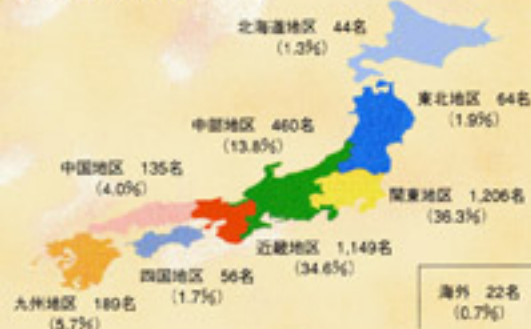 北海道地区 44名
(1.3%)
東北地区 64名
(1.9%)
中部地区 460名
(13.8%)
中国地区 135名
(4.0%)
関東地区 1,206名
(36.3%)
近畿地区 1,149名
(34.6%)
四国地区 56名
(1.7%)
九州地区 189名
(5.7%)
海外 22名
(0.7%)